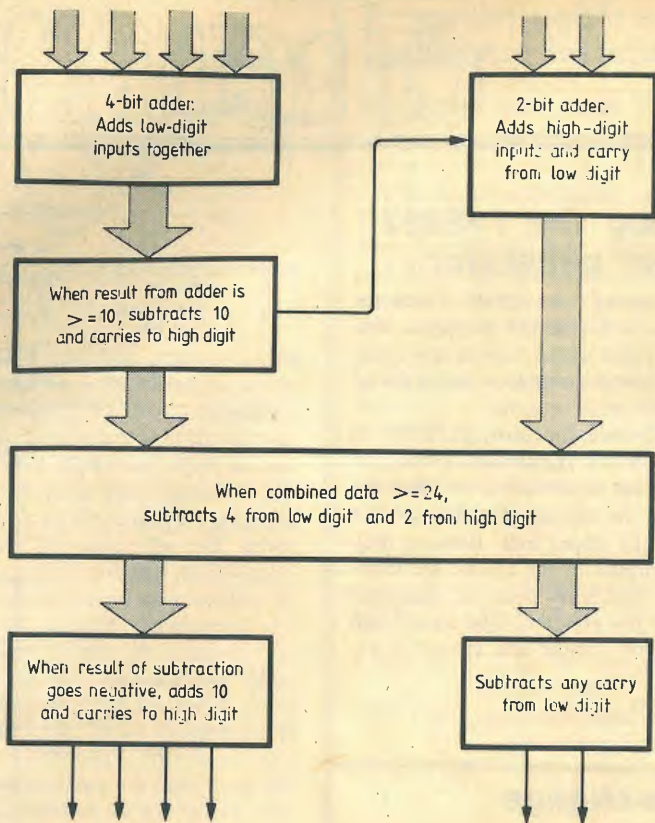 4-bit adder:
Adds low-digit
inputs together
2-bit adder.
Adds high-digit
inputs and carry
from low digit
When result from adder is
>=10, subtracts 10
and carries to high digit
When combined data >=24,
subtracts 4 from low digit and 2 from high digit
When result of subtraction
goes negative, adds 10
and carries to high digit
Subtracts any carry
from low digit